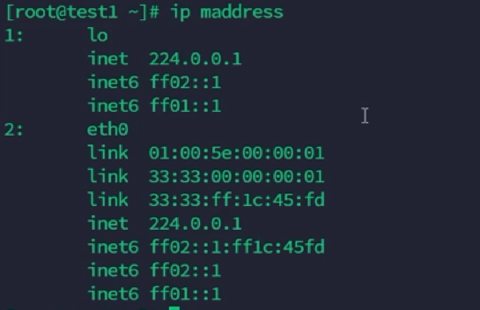 [root@test1 ~]# ip maddress
1:      lo
        inet  224.0.0.1
        inet6 ff02::1
        inet6 ff01::1
2:      eth0
        link  01:00:5e:00:00:01
        link  33:33:00:00:00:01
        link  33:33:ff:1c:45:fd
        inet  224.0.0.1
        inet6 ff02::1:ff1c:45fd
        inet6 ff02::1
        inet6 ff01::1